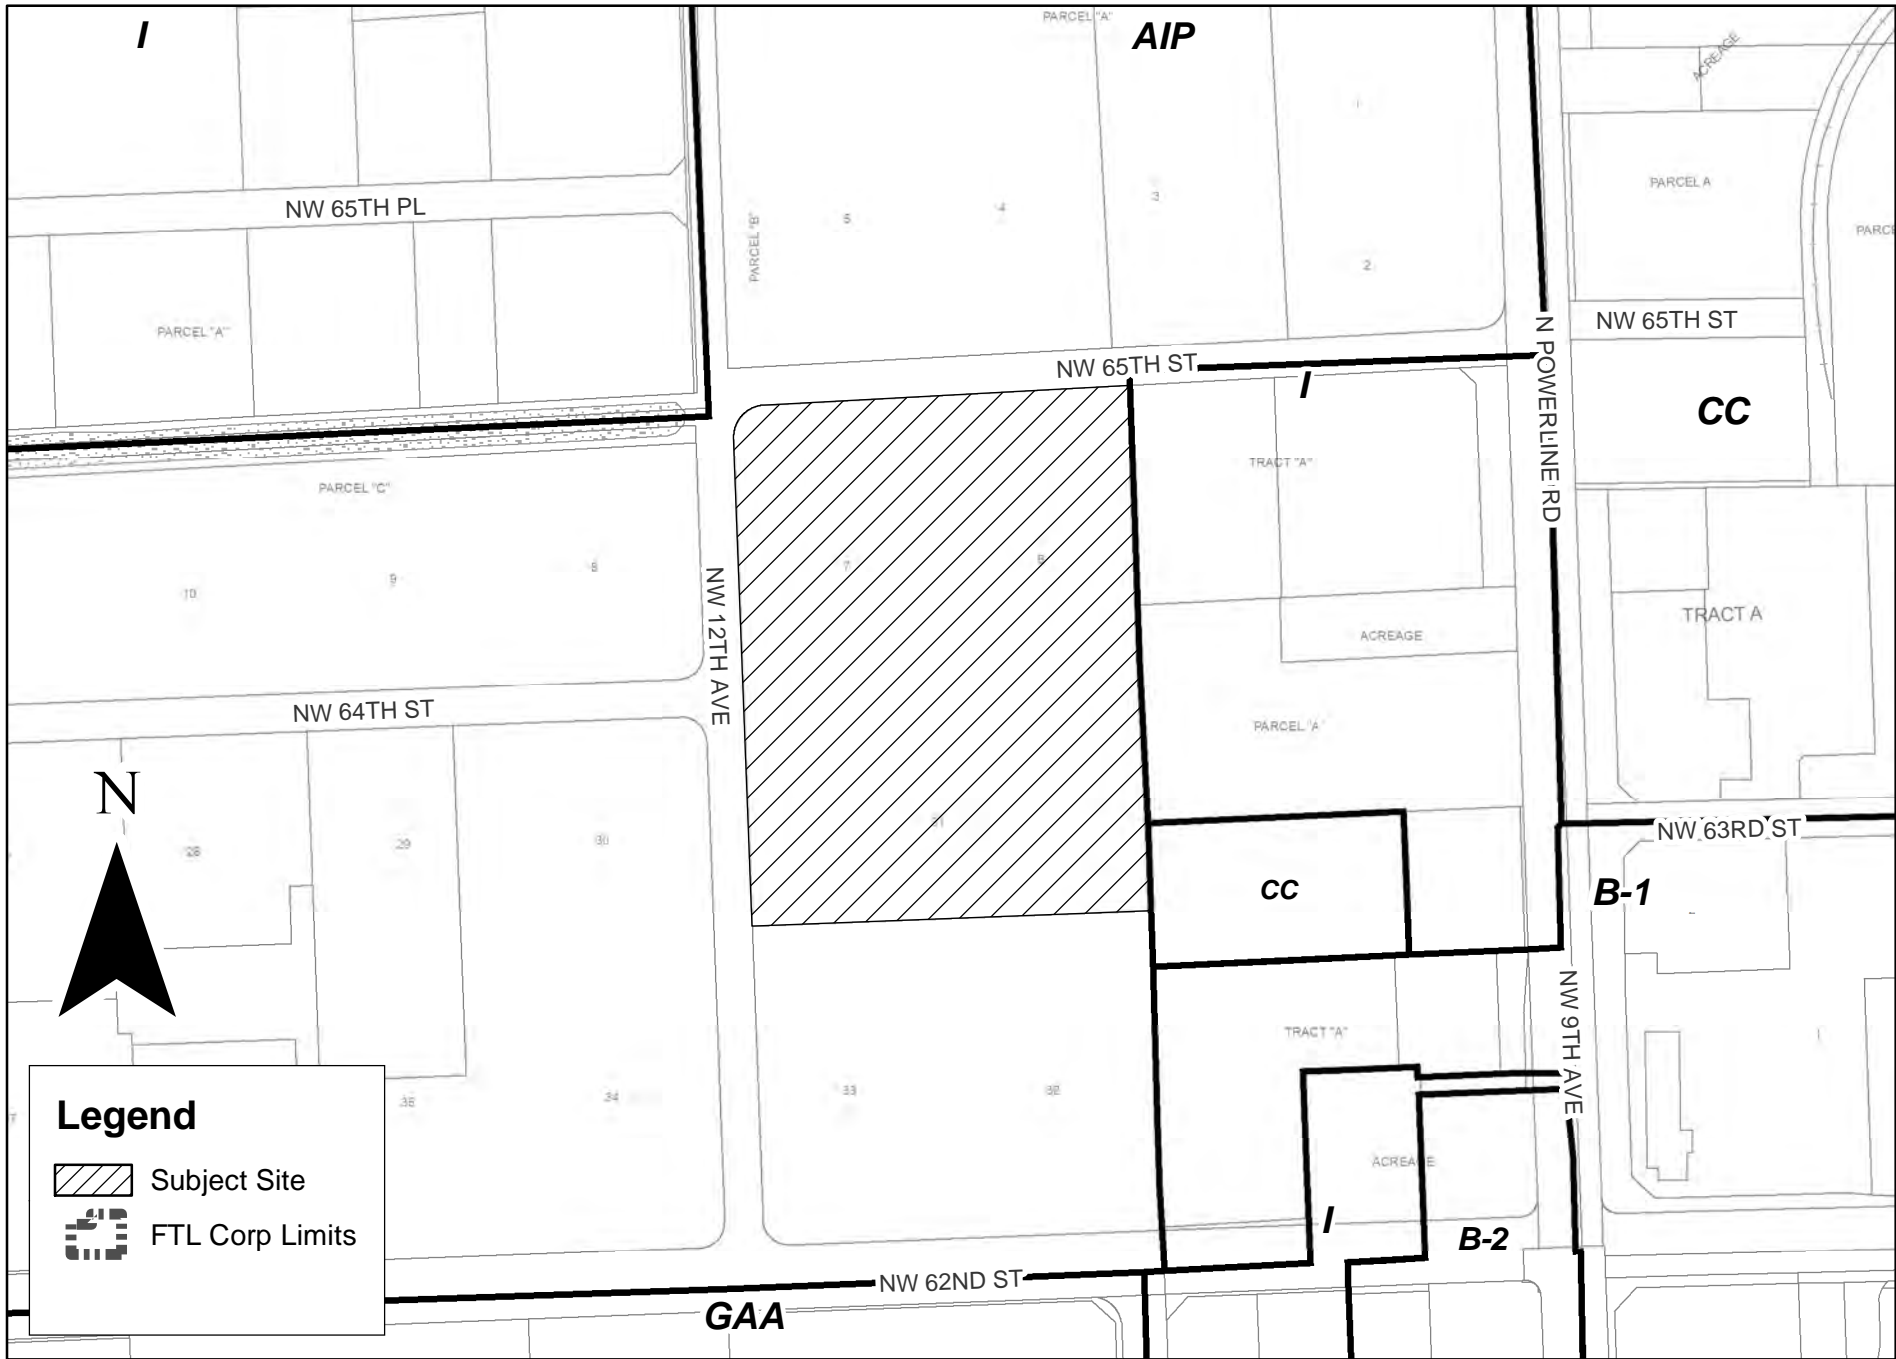 I
PARCEL "A"
AIP
ACREAGE
1
PARCEL A
NW 65TH PL
PARCEL "B"
5
4
3
2
PARCE
PARCEL "A"
NW 65TH ST
NW 65TH ST
N POWERLINE RD
I
CC
TRACT "A"
PARCEL "C"
10
9
8
7
NW 12TH AVE
TRACT A
ACREAGE
NW 64TH ST
PARCEL "A"
N
28
29
30
31
NW 63RD ST
CC
B-1
TRACT "A"
NW 9TH AVE
34
33
32
ACREAGE
Legend
Subject Site
FTL Corp Limits
I
B-2
NW 62ND ST
GAA